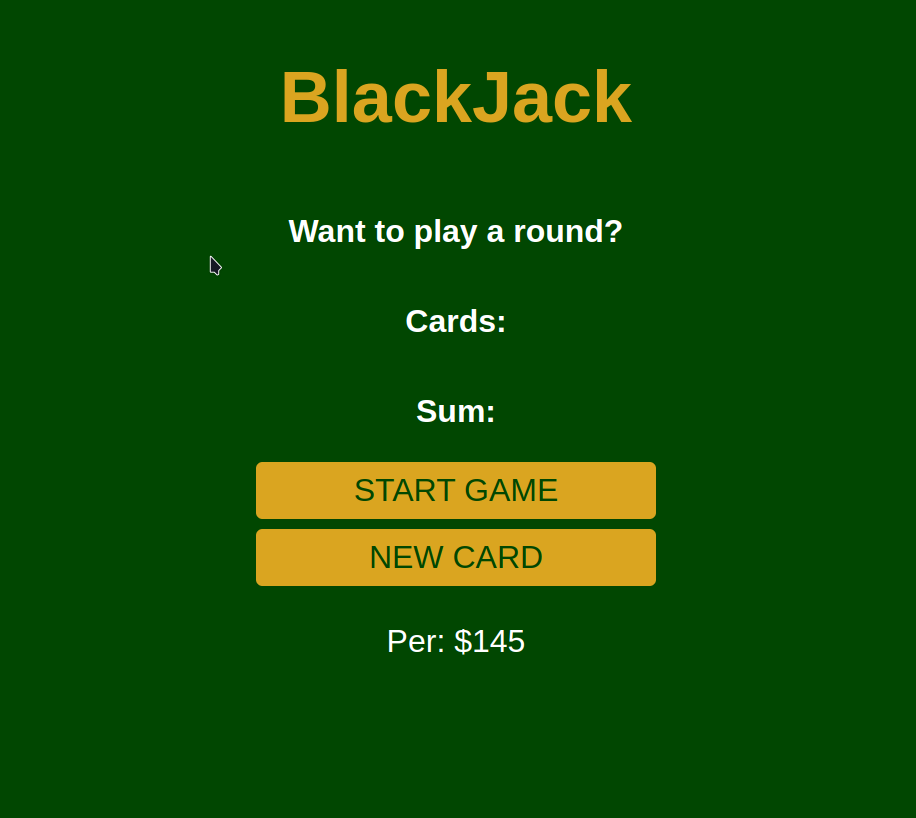 BlackJack
Want to play a round?
Cards:
Sum:
START GAME
NEW CARD
Per: $145